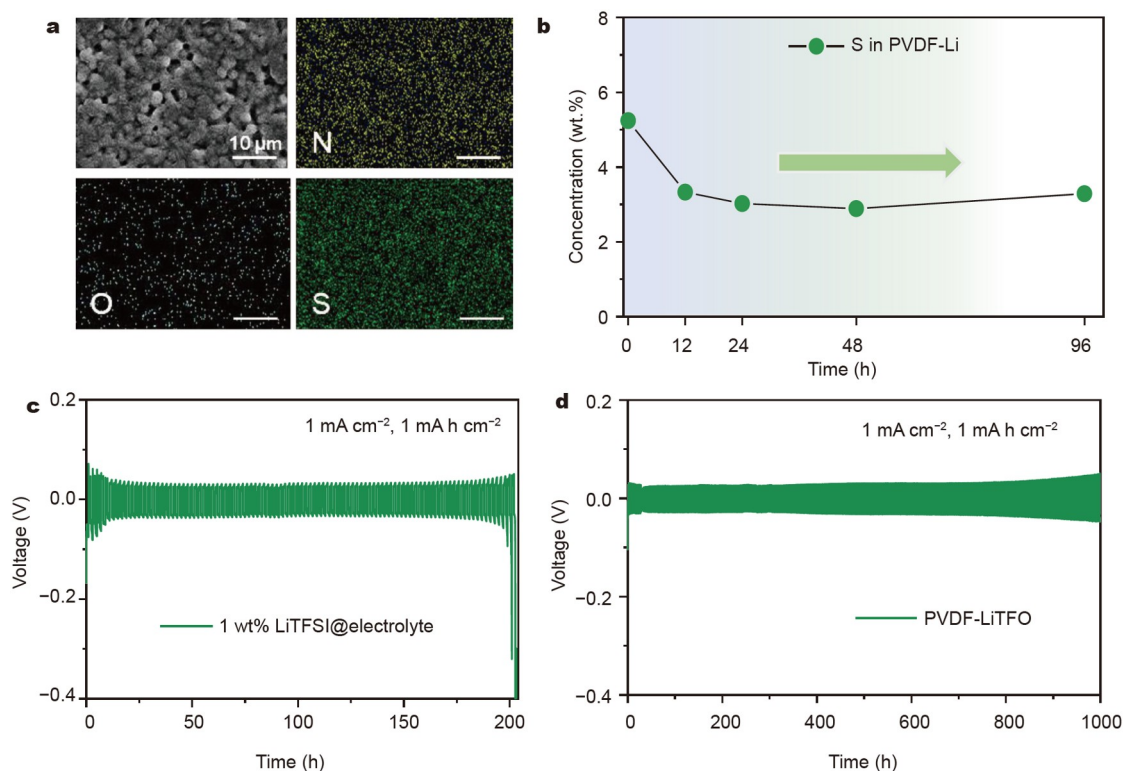 a
10 µm
N
O
S
b
8
6
4
2
0
Concentration (wt.%)
S in PVDF-Li
0 12 24 48 96
Time (h)
c
0.2
0.0
−0.2
−0.4
Voltage (V)
1 mA cm⁻², 1 mA h cm⁻²
1 wt% LiTFSI@electrolyte
0 50 100 150 200
Time (h)
d
0.2
0.0
−0.2
−0.4
Voltage (V)
1 mA cm⁻², 1 mA h cm⁻²
PVDF-LiTFO
0 200 400 600 800 1000
Time (h)